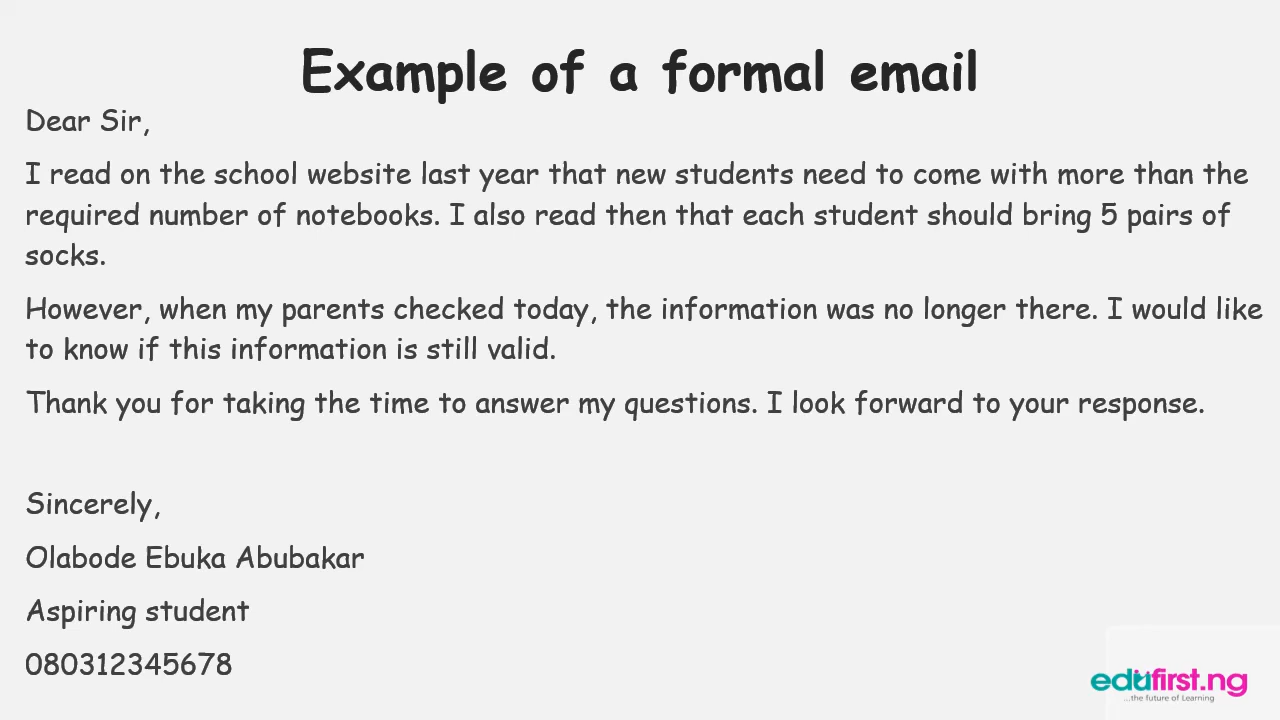 Example of a formal email
Dear Sir,
I read on the school website last year that new students need to come with more than the
required number of notebooks. I also read then that each student should bring 5 pairs of
socks.
However, when my parents checked today, the information was no longer there. I would like
to know if this information is still valid.
Thank you for taking the time to answer my questions. I look forward to your response.
Sincerely,
Olabode Ebuka Abubakar
Aspiring student
080312345678
edufirst.ng
...the future of Learning